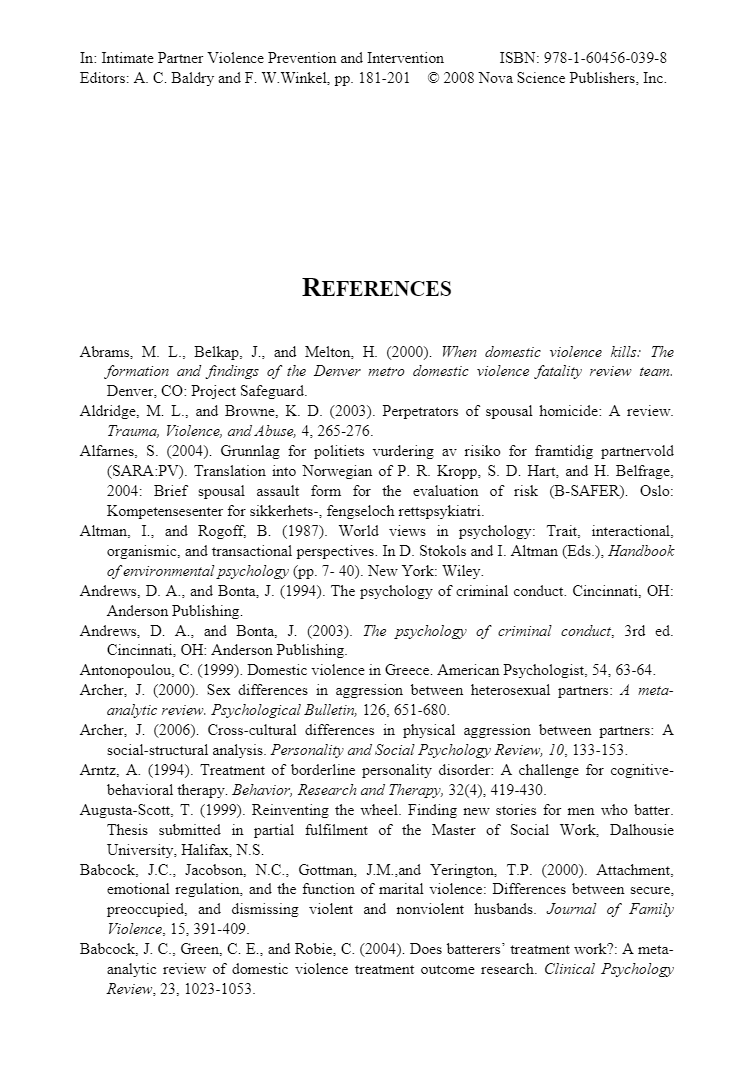 In: Intimate Partner Violence Prevention and Intervention ISBN: 978-1-60456-039-8
Editors: A. C. Baldry and F. W.Winkel, pp. 181-201 © 2008 Nova Science Publishers, Inc.
REFERENCES
Abrams, M. L., Belkap, J., and Melton, H. (2000). When domestic violence kills: The
formation and findings of the Denver metro domestic violence fatality review team.
Denver, CO: Project Safeguard.
Aldridge, M. L., and Browne, K. D. (2003). Perpetrators of spousal homicide: A review.
Trauma, Violence, and Abuse, 4, 265-276.
Alfarnes, S. (2004). Grunnlag for politiets vurdering av risiko for framtidig partnervold
(SARA:PV). Translation into Norwegian of P. R. Kropp, S. D. Hart, and H. Belfrage,
2004: Brief spousal assault form for the evaluation of risk (B-SAFER). Oslo:
Kompetensesenter for sikkerhets-, fengseloch rettspsykiatri.
Altman, I., and Rogoff, B. (1987). World views in psychology: Trait, interactional,
organismic, and transactional perspectives. In D. Stokols and I. Altman (Eds.), Handbook
of environmental psychology (pp. 7- 40). New York: Wiley.
Andrews, D. A., and Bonta, J. (1994). The psychology of criminal conduct. Cincinnati, OH:
Anderson Publishing.
Andrews, D. A., and Bonta, J. (2003). The psychology of criminal conduct, 3rd ed.
Cincinnati, OH: Anderson Publishing.
Antonopoulou, C. (1999). Domestic violence in Greece. American Psychologist, 54, 63-64.
Archer, J. (2000). Sex differences in aggression between heterosexual partners: A meta-
analytic review. Psychological Bulletin, 126, 651-680.
Archer, J. (2006). Cross-cultural differences in physical aggression between partners: A
social-structural analysis. Personality and Social Psychology Review, 10, 133-153.
Arntz, A. (1994). Treatment of borderline personality disorder: A challenge for cognitive-
behavioral therapy. Behavior, Research and Therapy, 32(4), 419-430.
Augusta-Scott, T. (1999). Reinventing the wheel. Finding new stories for men who batter.
Thesis submitted in partial fulfilment of the Master of Social Work, Dalhousie
University, Halifax, N.S.
Babcock, J.C., Jacobson, N.C., Gottman, J.M.,and Yerington, T.P. (2000). Attachment,
emotional regulation, and the function of marital violence: Differences between secure,
preoccupied, and dismissing violent and nonviolent husbands. Journal of Family
Violence, 15, 391-409.
Babcock, J. C., Green, C. E., and Robie, C. (2004). Does batterers’ treatment work?: A meta-
analytic review of domestic violence treatment outcome research. Clinical Psychology
Review, 23, 1023-1053.